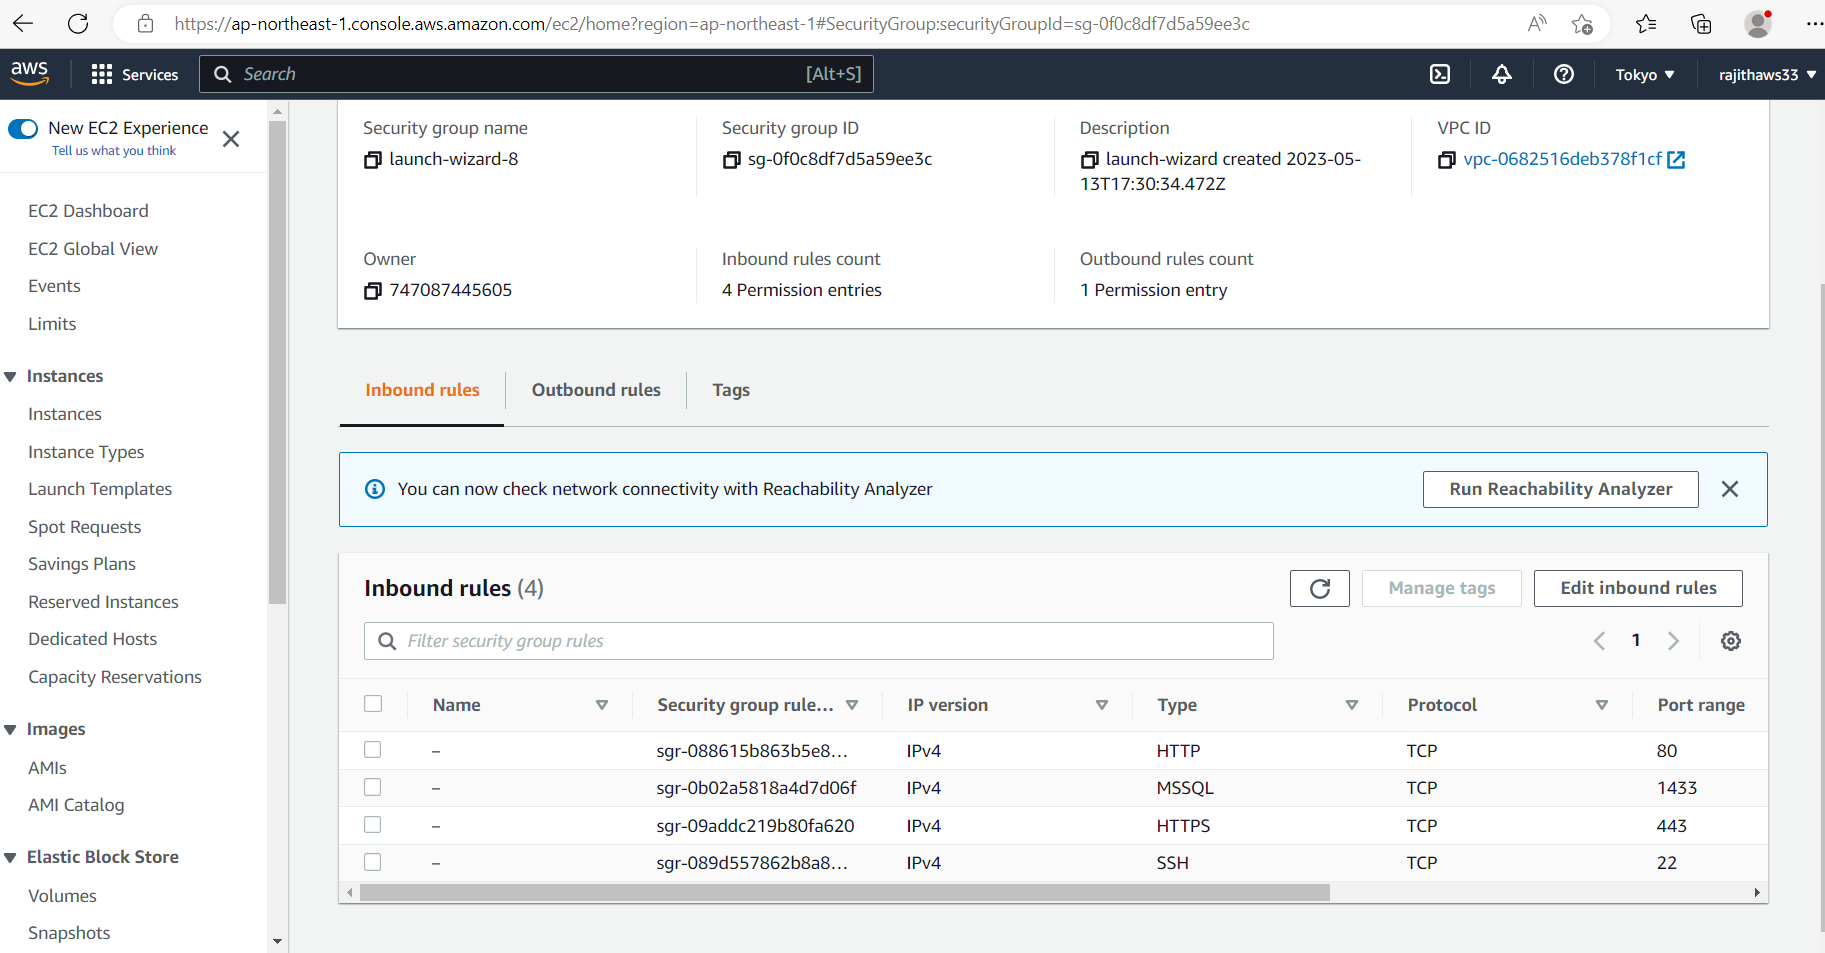 https://ap-northeast-1.console.aws.amazon.com/ec2/home?region=ap-northeast-1#SecurityGroup:securityGroupId=sg-0f0c8df7d5a59ee3c
aws
Services
Search
[Alt+S]
Tokyo
rajithaws33
New EC2 Experience
Tell us what you think
EC2 Dashboard
EC2 Global View
Events
Limits
Instances
Instances
Instance Types
Launch Templates
Spot Requests
Savings Plans
Reserved Instances
Dedicated Hosts
Capacity Reservations
Images
AMIs
AMI Catalog
Elastic Block Store
Volumes
Snapshots
Security group name
launch-wizard-8
Security group ID
sg-0f0c8df7d5a59ee3c
Description
launch-wizard created 2023-05-
13T17:30:34.472Z
VPC ID
vpc-0682516deb378f1cf
Owner
747087445605
Inbound rules count
4 Permission entries
Outbound rules count
1 Permission entry
Inbound rules
Outbound rules
Tags
You can now check network connectivity with Reachability Analyzer
Run Reachability Analyzer
Inbound rules (4)
Manage tags
Edit inbound rules
Filter security group rules
1
Name Security group rule... IP version Type Protocol Port range
– sgr-088615b863b5e8... IPv4 HTTP TCP 80
– sgr-0b02a5818a4d7d06f IPv4 MSSQL TCP 1433
– sgr-09addc219b80fa620 IPv4 HTTPS TCP 443
– sgr-089d557862b8a8... IPv4 SSH TCP 22